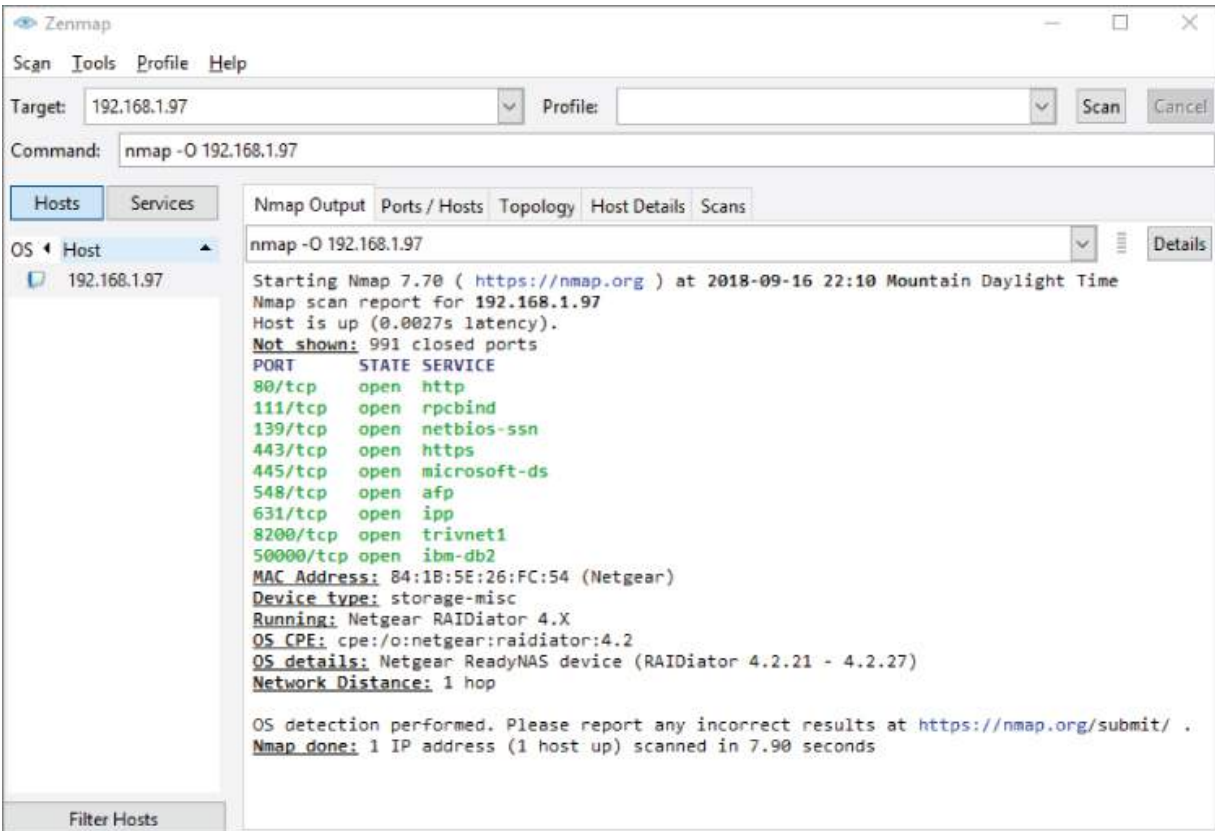 Zenmap
Scan Tools Profile Help
Target: 192.168.1.97 Profile: Scan Cancel
Command: nmap -O 192.168.1.97
Hosts Services
Nmap Output Ports / Hosts Topology Host Details Scans
OS Host
192.168.1.97
nmap -O 192.168.1.97 Details
Starting Nmap 7.70 ( https://nmap.org ) at 2018-09-16 22:10 Mountain Daylight Time
Nmap scan report for 192.168.1.97
Host is up (0.0027s latency).
Not shown: 991 closed ports
PORT STATE SERVICE
80/tcp open http
111/tcp open rpcbind
139/tcp open netbios-ssn
443/tcp open https
445/tcp open microsoft-ds
548/tcp open afp
631/tcp open ipp
8200/tcp open trivnet1
50000/tcp open ibm-db2
MAC Address: 84:1B:5E:26:FC:54 (Netgear)
Device type: storage-misc
Running: Netgear RAIDiator 4.X
OS CPE: cpe:/o:netgear:raidiator:4.2
OS details: Netgear ReadyNAS device (RAIDiator 4.2.21 - 4.2.27)
Network Distance: 1 hop
OS detection performed. Please report any incorrect results at https://nmap.org/submit/ .
Nmap done: 1 IP address (1 host up) scanned in 7.90 seconds
Filter Hosts